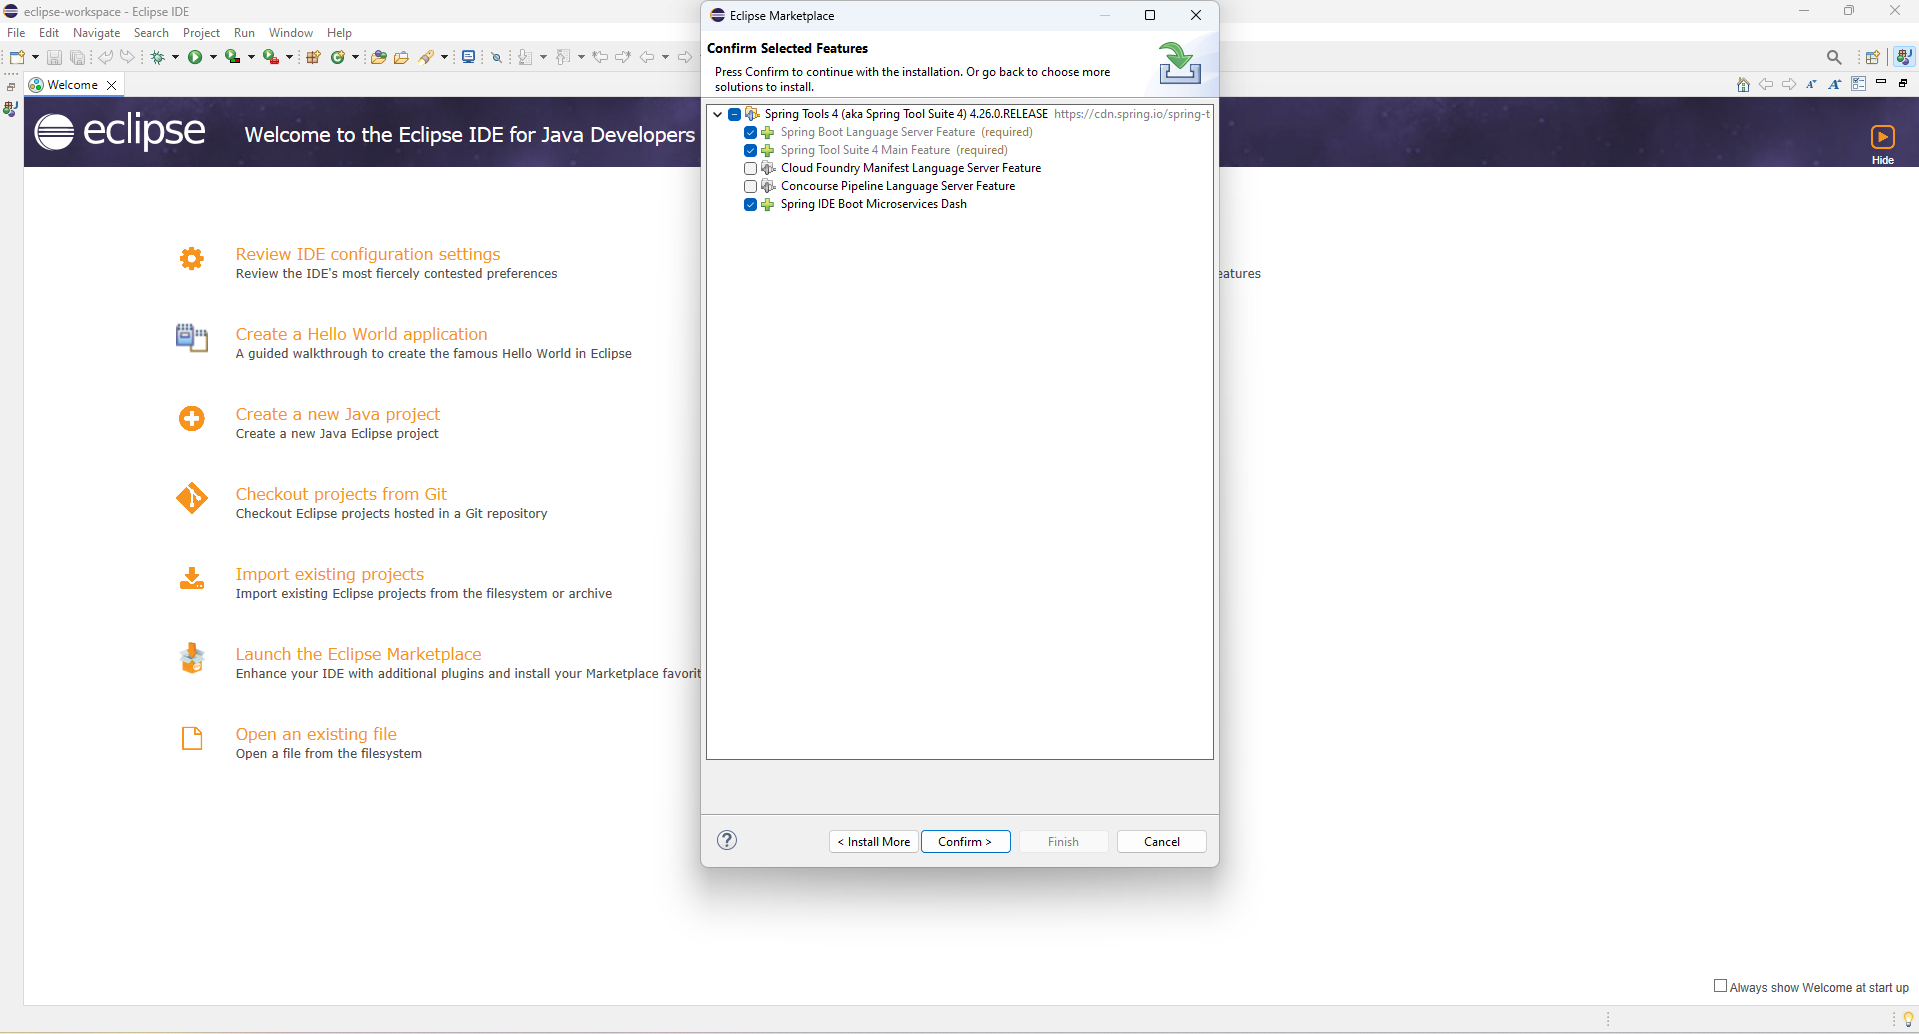 eclipse-workspace - Eclipse IDE
File Edit Navigate Search Project Run Window Help
Welcome
eclipse
Welcome to the Eclipse IDE for Java Developers
Hide
Review IDE configuration settings
Review the IDE's most fiercely contested preferences
eatures
Create a Hello World application
A guided walkthrough to create the famous Hello World in Eclipse
Create a new Java project
Create a new Java Eclipse project
Checkout projects from Git
Checkout Eclipse projects hosted in a Git repository
Import existing projects
Import existing Eclipse projects from the filesystem or archive
Launch the Eclipse Marketplace
Enhance your IDE with additional plugins and install your Marketplace favorit
Open an existing file
Open a file from the filesystem
Always show Welcome at start up
Eclipse Marketplace
Confirm Selected Features
Press Confirm to continue with the installation. Or go back to choose more
solutions to install.
Spring Tools 4 (aka Spring Tool Suite 4) 4.26.0.RELEASE https://cdn.spring.io/spring-t
Spring Boot Language Server Feature (required)
Spring Tool Suite 4 Main Feature (required)
Cloud Foundry Manifest Language Server Feature
Concourse Pipeline Language Server Feature
Spring IDE Boot Microservices Dash
< Install More Confirm > Finish Cancel